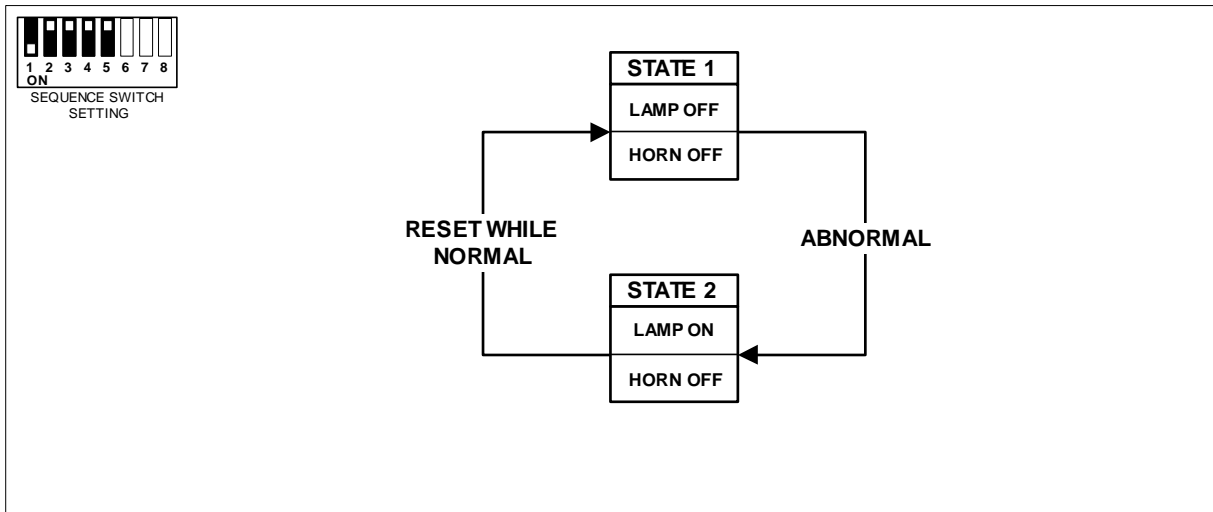 1 2 3 4 5 6 7 8
ON
SEQUENCE SWITCH
SETTING
STATE 1
LAMP OFF
HORN OFF
RESET WHILE
NORMAL
ABNORMAL
STATE 2
LAMP ON
HORN OFF